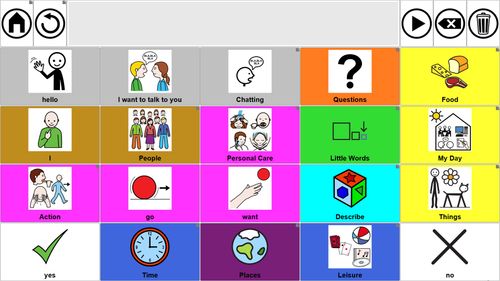 hello
I want to talk to you
Chatting
Questions
Food
I
People
Personal Care
Little Words
My Day
Action
go
want
Describe
Things
yes
Time
Places
Leisure
no